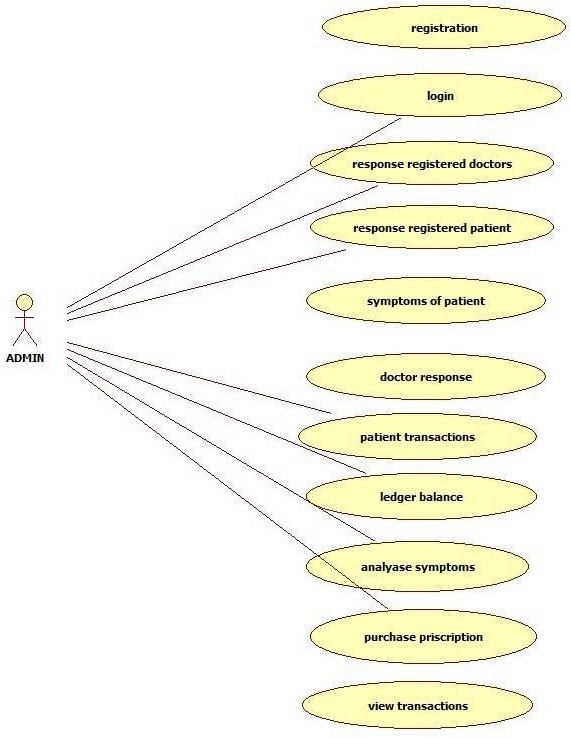 registration
login
response registered doctors
response registered patient
symptoms of patient
ADMIN
doctor response
patient transactions
ledger balance
analyase symptoms
purchase priscription
view transactions